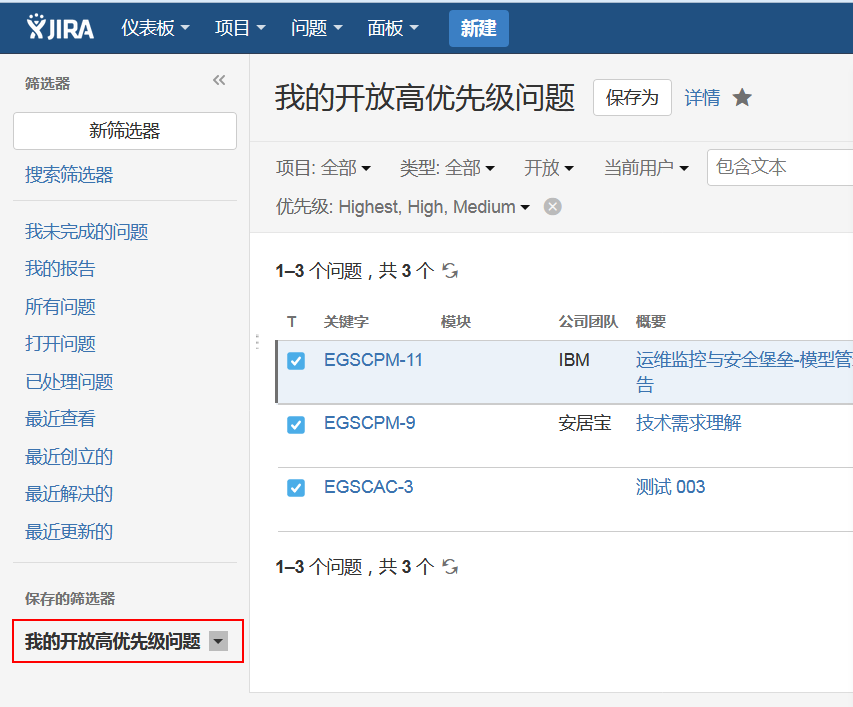 JIRA 仪表板 项目 问题 面板 新建
筛选器
新筛选器
搜索筛选器
我未完成的问题
我的报告
所有问题
打开问题
已处理问题
最近查看
最近创立的
最近解决的
最近更新的
保存的筛选器
我的开放高优先级问题
我的开放高优先级问题 保存为 详情
项目: 全部 类型: 全部 开放 当前用户 包含文本
优先级: Highest, High, Medium
1–3 个问题，共 3 个
T 关键字 模块 公司团队 概要
EGSCPM-11 IBM 运维监控与安全堡垒-模型管
告
EGSCPM-9 安居宝 技术需求理解
EGSCAC-3 测试 003
1–3 个问题，共 3 个